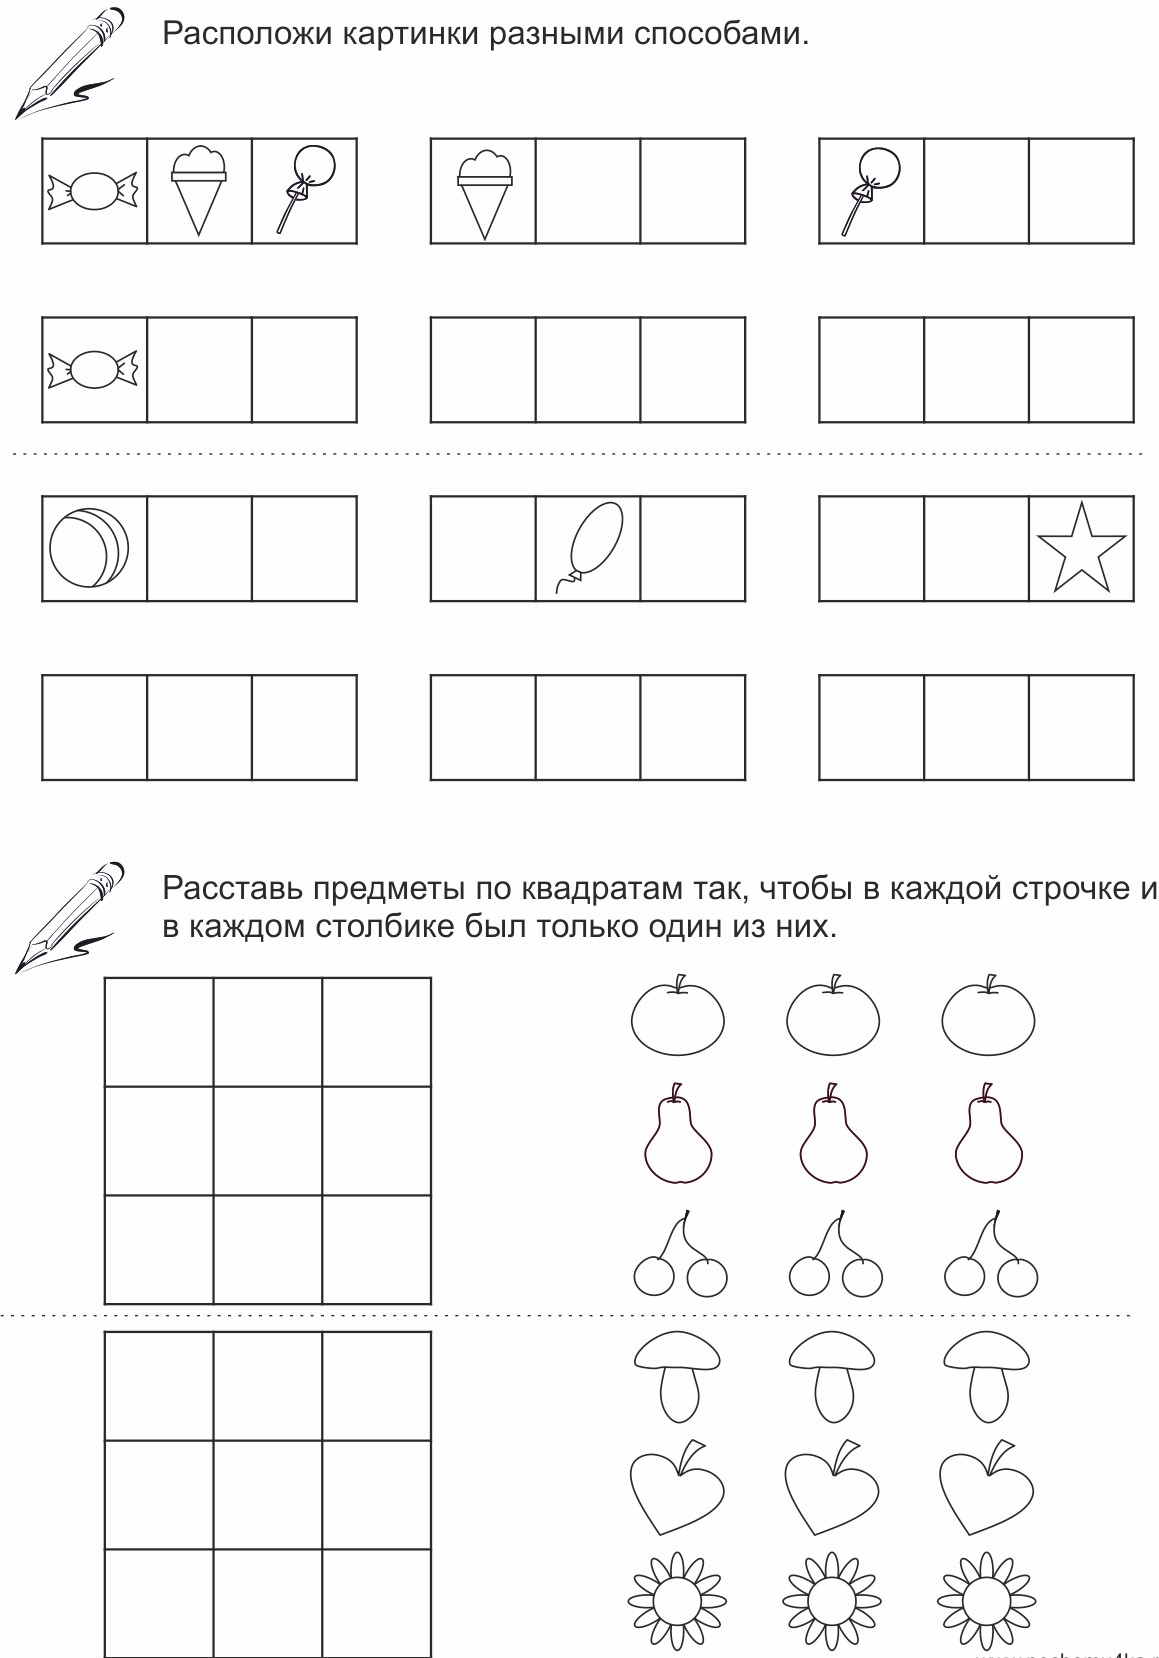 Расположи картинки разными способами.
Расставь предметы по квадратам так, чтобы в каждой строчке и
в каждом столбике был только один из них.